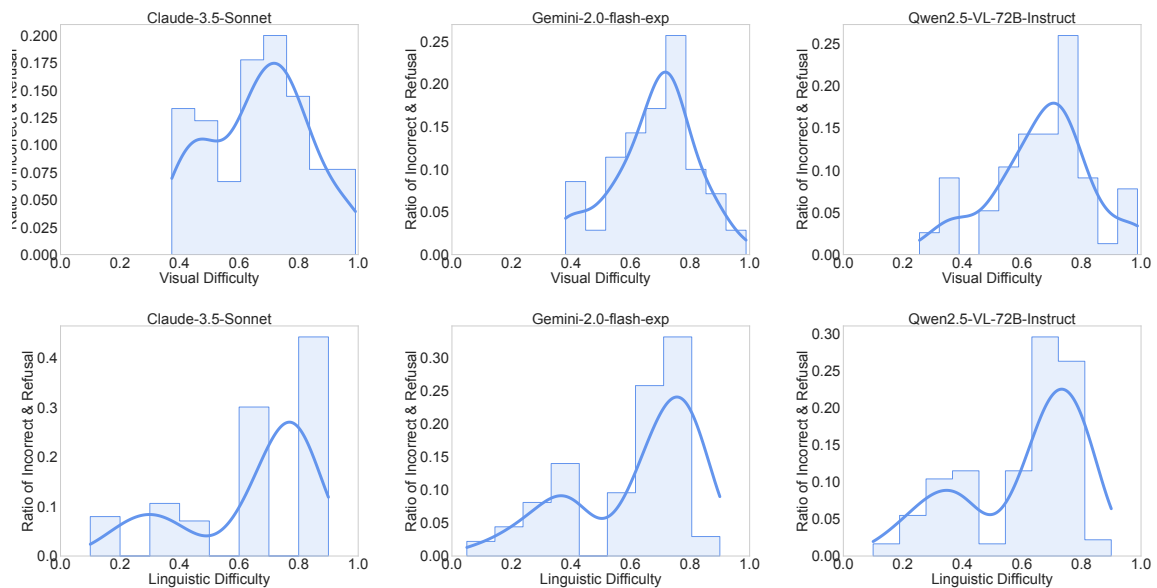 Claude-3.5-Sonnet
Ratio of Incorrect & Refusal
0.200
0.175
0.150
0.125
0.100
0.075
0.050
0.025
0.000
0.0 0.2 0.4 0.6 0.8 1.0
Visual Difficulty
Gemini-2.0-flash-exp
Ratio of Incorrect & Refusal
0.25
0.20
0.15
0.10
0.05
0.00
0.0 0.2 0.4 0.6 0.8 1.0
Visual Difficulty
Qwen2.5-VL-72B-Instruct
Ratio of Incorrect & Refusal
0.25
0.20
0.15
0.10
0.05
0.00
0.0 0.2 0.4 0.6 0.8 1.0
Visual Difficulty
Claude-3.5-Sonnet
Ratio of Incorrect & Refusal
0.4
0.3
0.2
0.1
0.0
0.0 0.2 0.4 0.6 0.8 1.0
Linguistic Difficulty
Gemini-2.0-flash-exp
Ratio of Incorrect & Refusal
0.30
0.25
0.20
0.15
0.10
0.05
0.00
0.0 0.2 0.4 0.6 0.8 1.0
Linguistic Difficulty
Qwen2.5-VL-72B-Instruct
Ratio of Incorrect & Refusal
0.30
0.25
0.20
0.15
0.10
0.05
0.00
0.0 0.2 0.4 0.6 0.8 1.0
Linguistic Difficulty